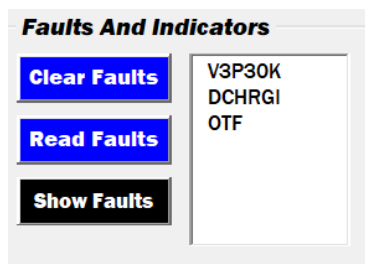 Faults And Indicators
Clear Faults
Read Faults
Show Faults
V3P3OK
DCHRGI
OTF